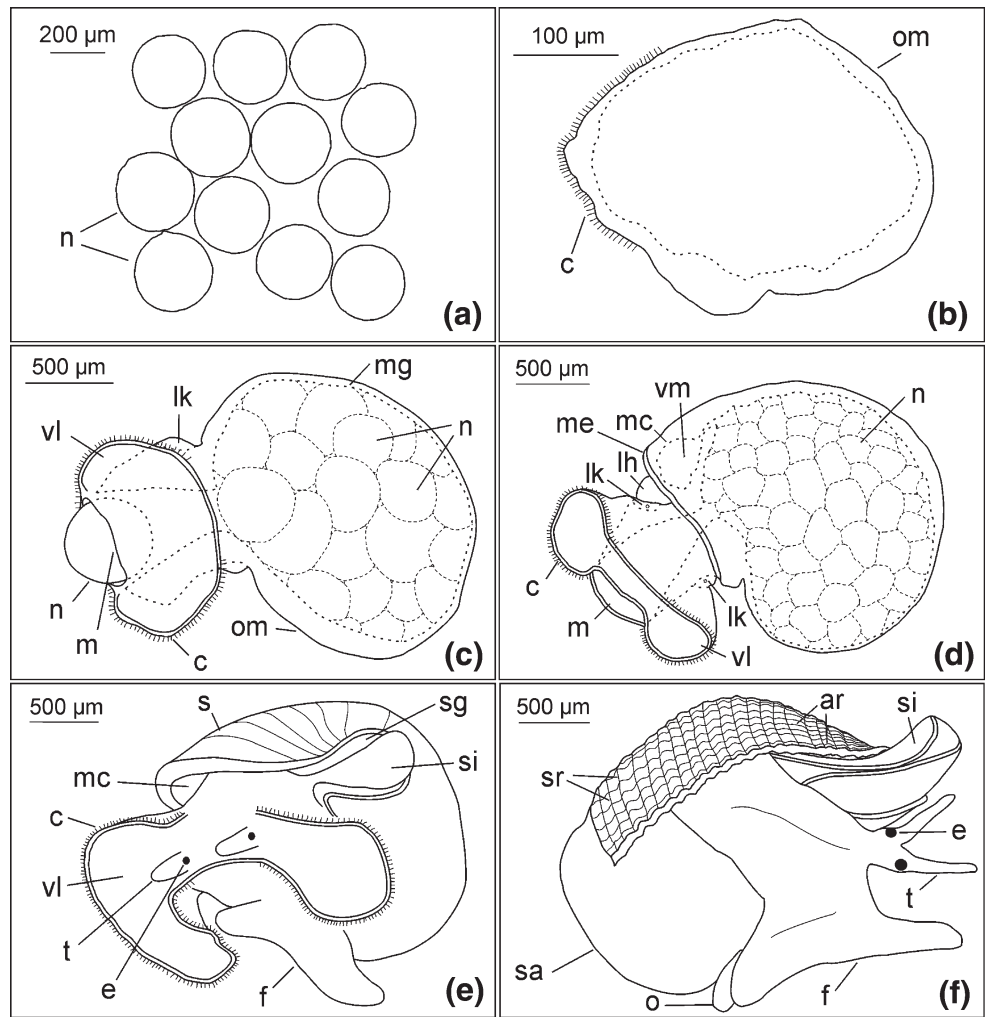 200 µm
n
(a)
100 µm
om
c
(b)
500 µm
mg
lk
vl
n
n
m
c
om
(c)
500 µm
vm
n
me
mc
lh
lk
c
m
lk
vl
(d)
500 µm
s
sg
si
mc
c
vl
t
e
f
(e)
500 µm
ar
si
sr
e
t
sa
o
f
(f)